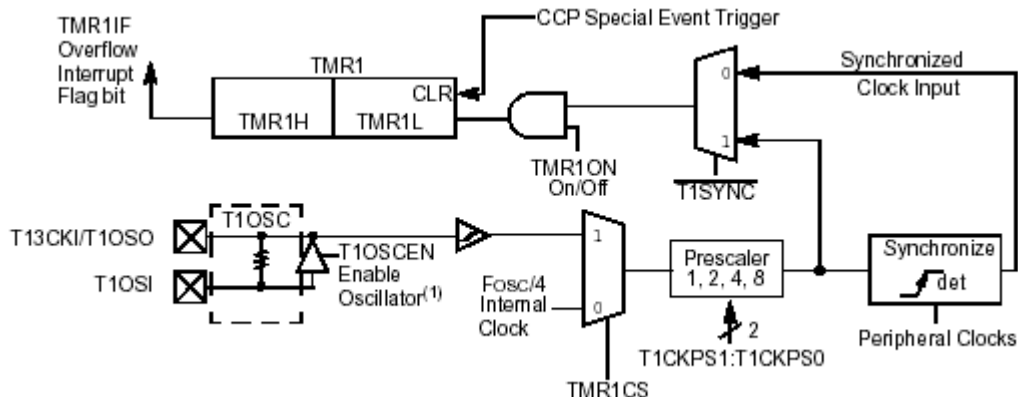 CCP Special Event Trigger
TMR1IF
Overflow
Interrupt
Flag bit
TMR1
CLR
TMR1H
TMR1L
TMR1ON
On/Off
0
1
T1SYNC
Synchronized
Clock Input
T13CKI/T1OSO
T1OSI
T1OSC
T1OSCEN
Enable
Oscillator(1)
FOSC/4
Internal
Clock
1
0
TMR1CS
Prescaler
1, 2, 4, 8
2
T1CKPS1:T1CKPS0
Synchronize
det
Peripheral Clocks